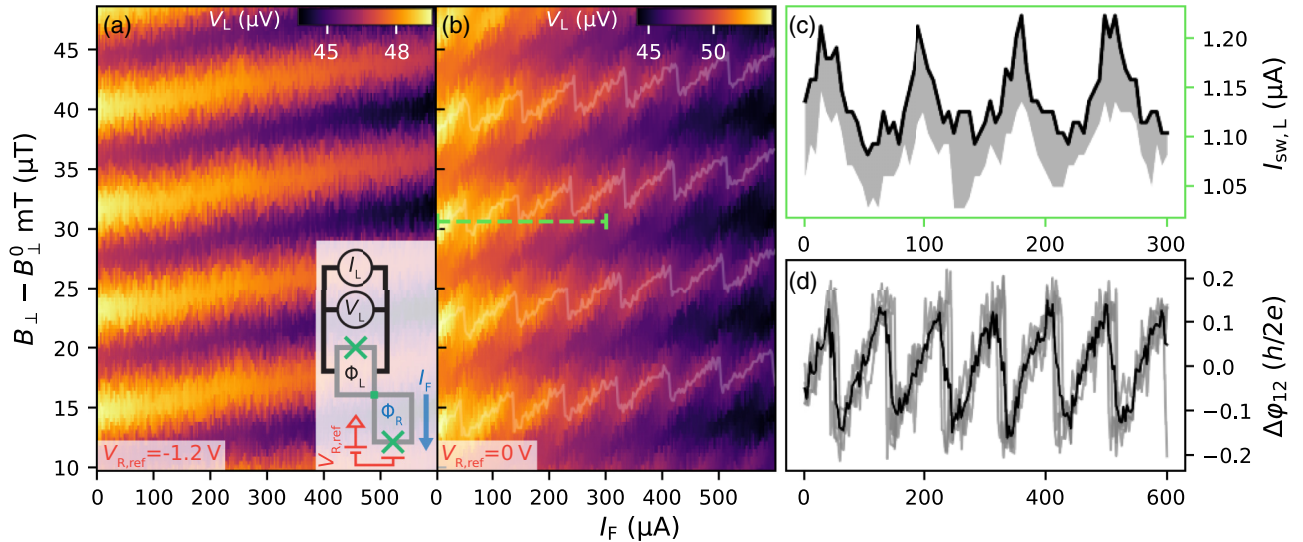 (a)
V_L (μV)
45
48
(b)
V_L (μV)
45
50
(c)
1.20
1.15
1.10
1.05
I_sw, L (μA)
0
100
200
300
B_⊥ − B_⊥^0 mT (μT)
45
40
35
30
25
20
15
10
I_L
V_L
Φ_L
Φ_R
I_F
V_R,ref
V_R,ref=-1.2 V
V_R,ref=0 V
0
100
200
300
400
500
0
100
200
300
400
500
I_F (μA)
(d)
0.2
0.1
0.0
−0.1
−0.2
Δφ_12 (h/2e)
0
200
400
600